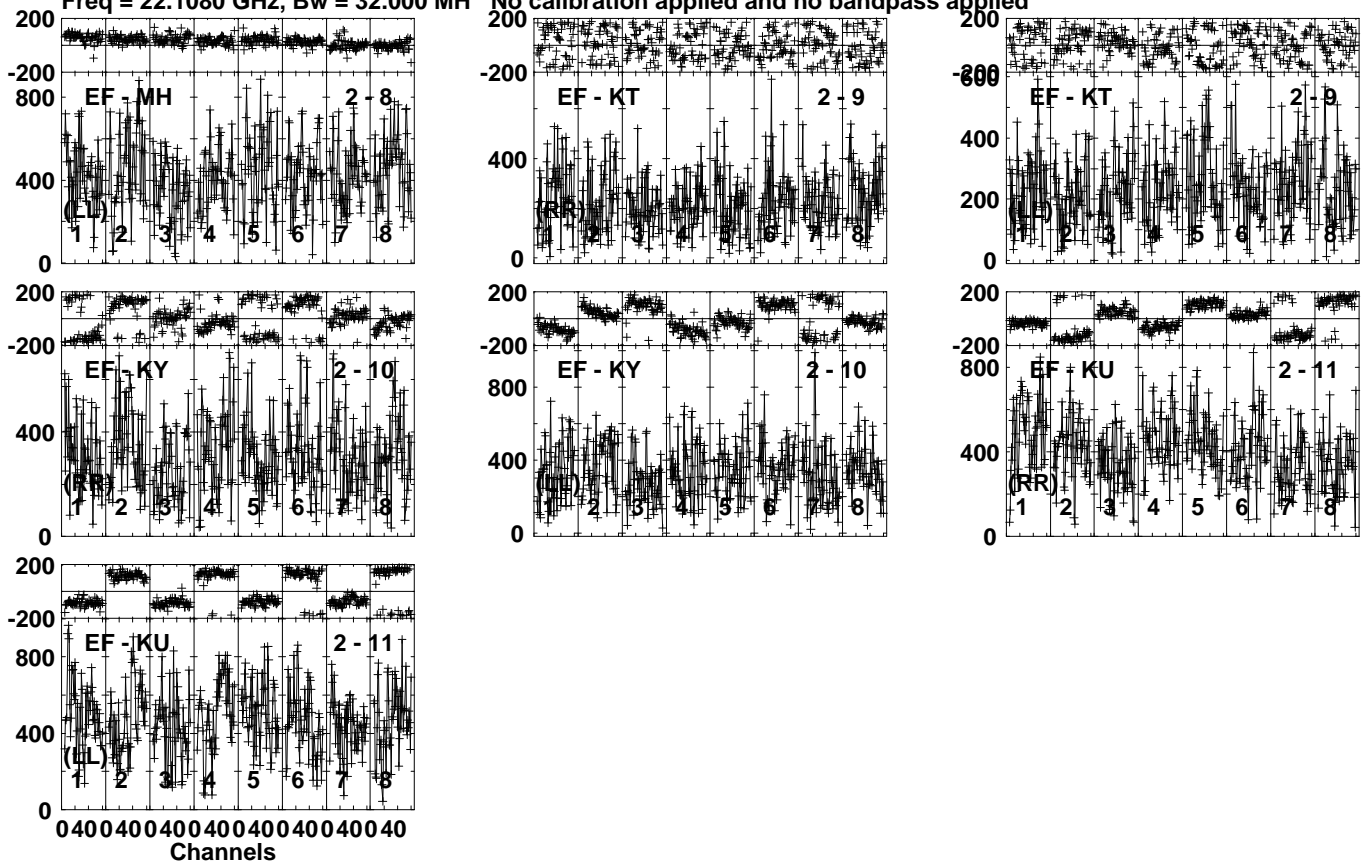 Freq = 22.1080 GHz, Bw = 32.000 MH No calibration applied and no bandpass applied
200
-200
800
400
0
EF - MH 2 - 8
(LL)
1 2 3 4 5 6 7 8
200
-200
400
0
EF - KT 2 - 9
(RR)
1 2 3 4 5 6 7 8
200
-200
600
400
200
0
EF - KT 2 - 9
(LL)
1 2 3 4 5 6 7 8
200
-200
400
0
EF - KY 2 - 10
(RR)
1 2 3 4 5 6 7 8
200
-200
800
400
0
EF - KY 2 - 10
(LL)
1 2 3 4 5 6 7 8
200
-200
800
400
0
EF - KU 2 - 11
(RR)
1 2 3 4 5 6 7 8
200
-200
800
400
0
EF - KU 2 - 11
(LL)
1 2 3 4 5 6 7 8
0 40 0 40 0 40 0 40 0 40 0 40 0 40 0 40
Channels